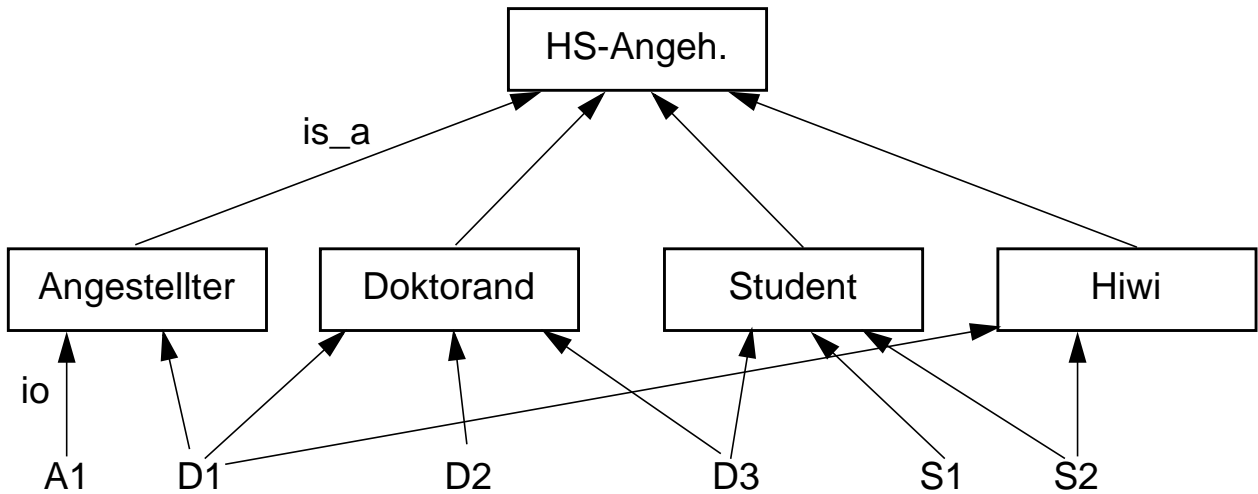 HS-Angeh.
is_a
Angestellter Doktorand Student Hiwi
io
A1 D1 D2 D3 S1 S2